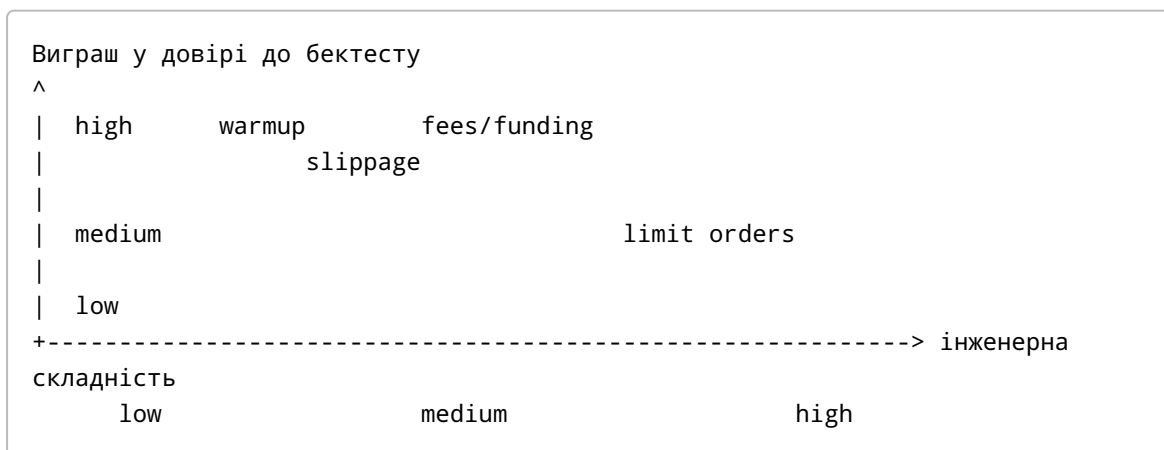 Виграш у довірі до бектесту
^
|  high      warmup        fees/funding
|                slippage
|
|  medium                                limit orders
|
|  low
+------------------------------------------------------------> інженерна
складність
      low                  medium                    high